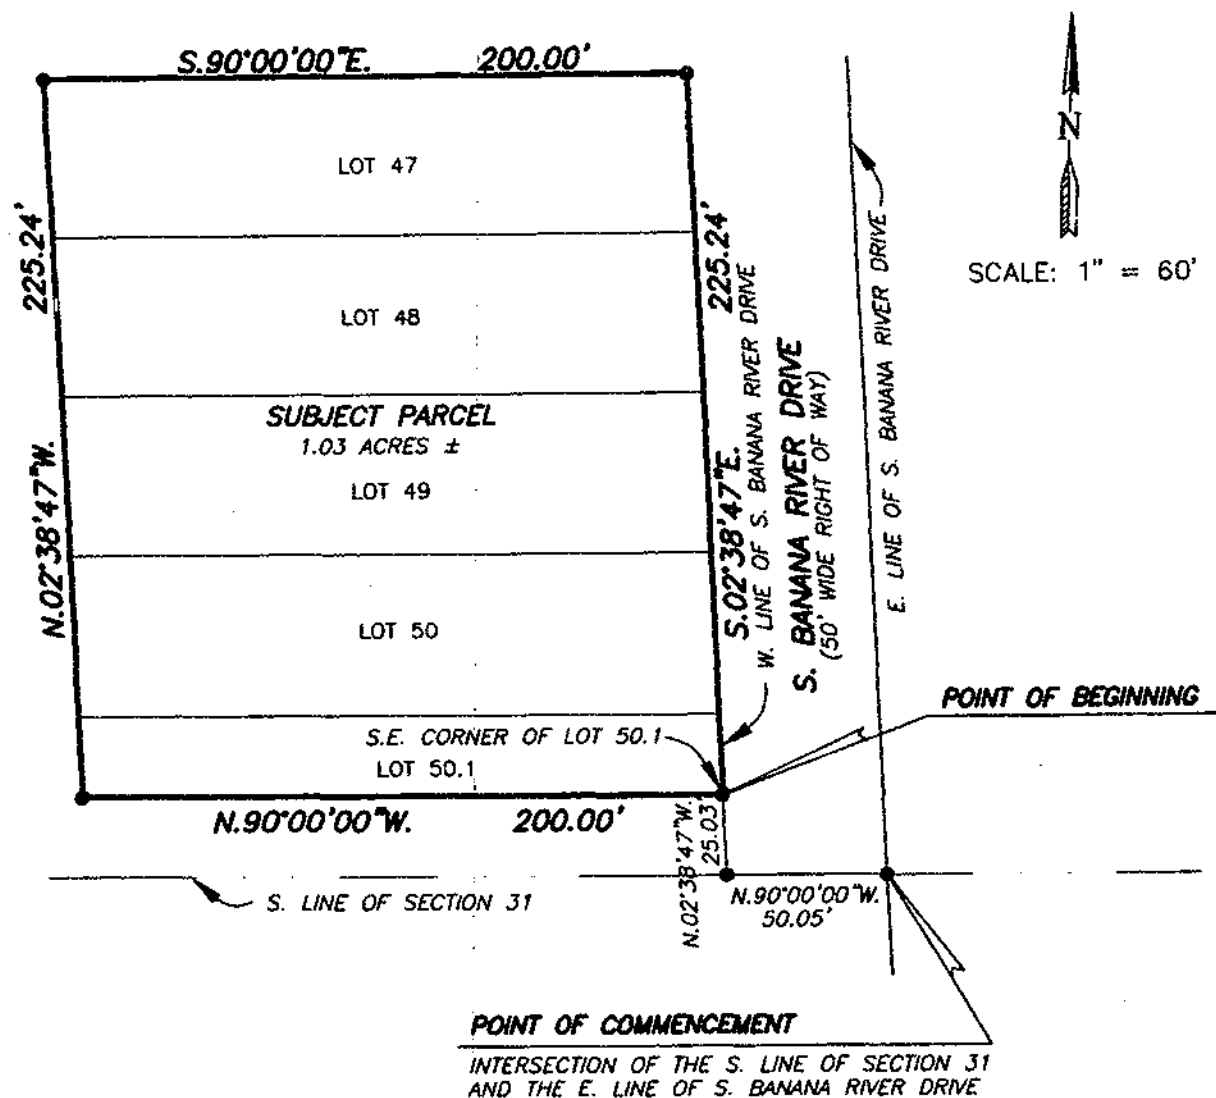 S.90°00'00"E. 200.00'
N
SCALE: 1" = 60'
LOT 47
225.24'
N.02°38'47"W.
LOT 48
SUBJECT PARCEL
1.03 ACRES ±
LOT 49
LOT 50
225.24'
S.02°38'47"E.
W. LINE OF S. BANANA RIVER DRIVE
S. BANANA RIVER DRIVE
(50' WIDE RIGHT OF WAY)
E. LINE OF S. BANANA RIVER DRIVE
POINT OF BEGINNING
S.E. CORNER OF LOT 50.1
LOT 50.1
N.90°00'00"W. 200.00'
N.02°38'47"W.
25.03'
S. LINE OF SECTION 31
N.90°00'00"W.
50.05'
POINT OF COMMENCEMENT
INTERSECTION OF THE S. LINE OF SECTION 31
AND THE E. LINE OF S. BANANA RIVER DRIVE